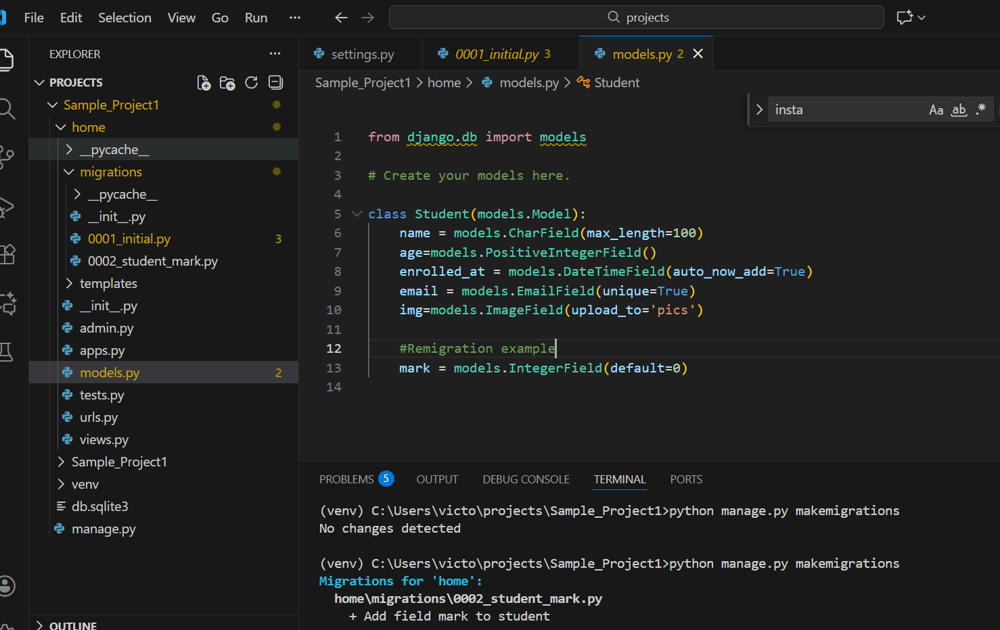 File Edit Selection View Go Run ··· projects
EXPLORER ···
PROJECTS
Sample_Project1
home
__pycache__
migrations
__pycache__
__init__.py
0001_initial.py 3
0002_student_mark.py
templates
__init__.py
admin.py
apps.py
models.py 2
tests.py
urls.py
views.py
Sample_Project1
venv
db.sqlite3
manage.py
OUTLINE
settings.py 0001_initial.py 3 models.py 2
Sample_Project1 > home > models.py > Student
insta Aa ab .*
1 from django.db import models
2
3 # Create your models here.
4
5 class Student(models.Model):
6 name = models.CharField(max_length=100)
7 age=models.PositiveIntegerField()
8 enrolled_at = models.DateTimeField(auto_now_add=True)
9 email = models.EmailField(unique=True)
10 img=models.ImageField(upload_to='pics')
11
12 #Remigration example
13 mark = models.IntegerField(default=0)
14
PROBLEMS 5 OUTPUT DEBUG CONSOLE TERMINAL PORTS
(venv) C:\Users\victo\projects\Sample_Project1>python manage.py makemigrations
No changes detected
(venv) C:\Users\victo\projects\Sample_Project1>python manage.py makemigrations
Migrations for 'home':
home\migrations\0002_student_mark.py
+ Add field mark to student